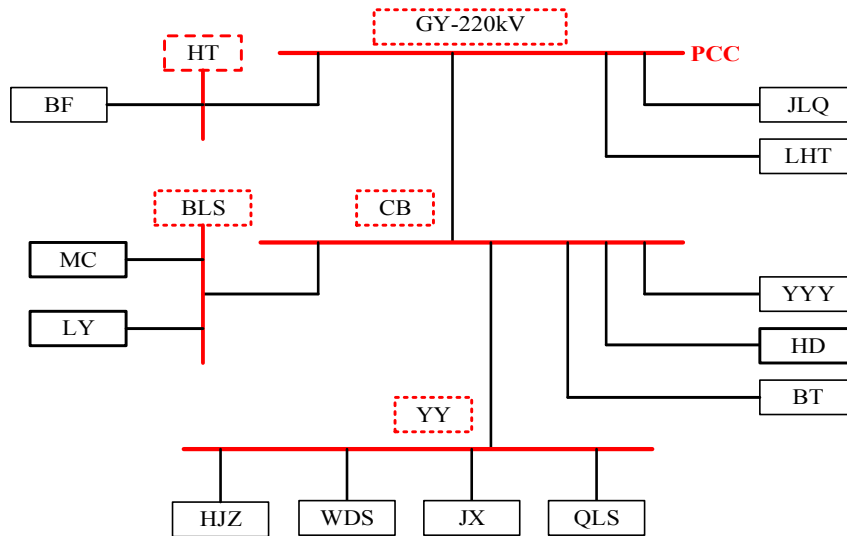 GY-220kV
HT
PCC
BF
JLQ
LHT
BLS
CB
MC
YYY
LY
HD
BT
YY
HJZ
WDS
JX
QLS